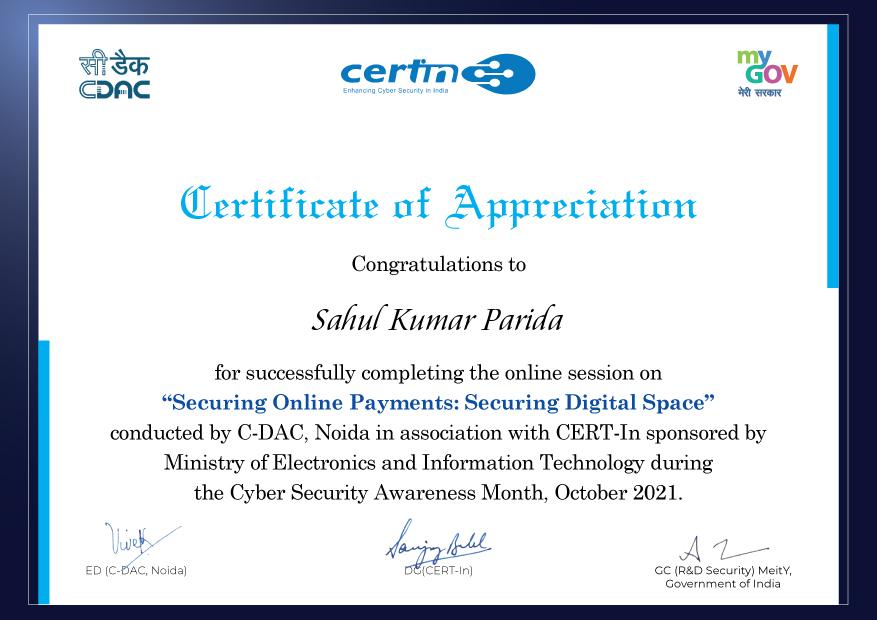 सी डैक
CDAC
certin
Enhancing Cyber Security in India
my
GOV
मेरी सरकार
Certificate of Appreciation
Congratulations to
Sahul Kumar Parida
for successfully completing the online session on
“Securing Online Payments: Securing Digital Space”
conducted by C-DAC, Noida in association with CERT-In sponsored by
Ministry of Electronics and Information Technology during
the Cyber Security Awareness Month, October 2021.
Vivek
ED (C-DAC, Noida)
DG(CERT-In)
GC (R&D Security) MeitY,
Government of India